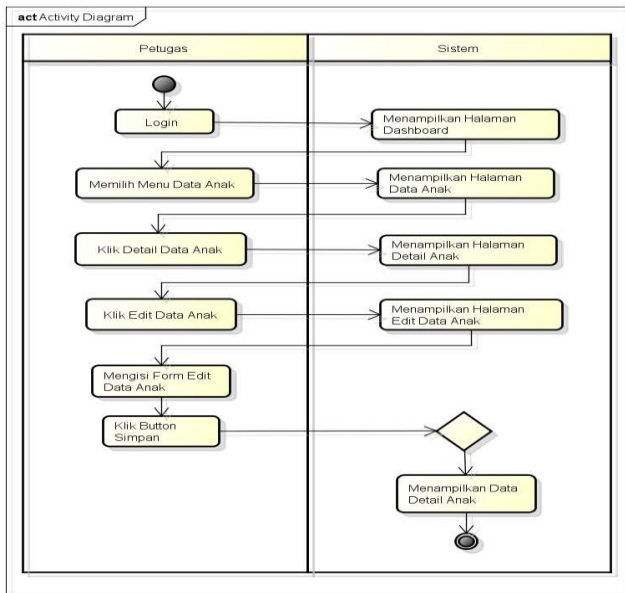 act Activity Diagram
Petugas
Sistem
Login
Menampilkan Halaman
Dashboard
Memilih Menu Data Anak
Menampilkan Halaman
Data Anak
Klik Detail Data Anak
Menampilkan Halaman
Detail Anak
Klik Edit Data Anak
Menampilkan Halaman
Edit Data Anak
Mengisi Form Edit
Data Anak
Klik Button
Simpan
Menampilkan Data
Detail Anak